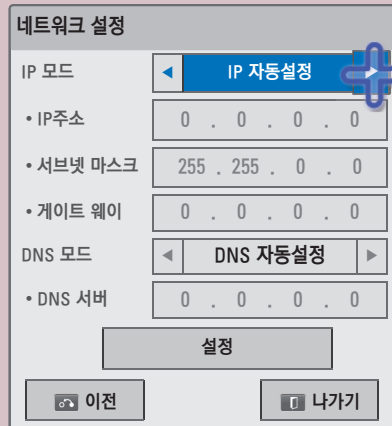 네트워크 설정
IP 모드 ◀ IP 자동설정 ▶
• IP주소 0 . 0 . 0 . 0
• 서브넷 마스크 255 . 255 . 0 . 0
• 게이트 웨이 0 . 0 . 0 . 0
DNS 모드 ◀ DNS 자동설정 ▶
• DNS 서버 0 . 0 . 0 . 0
설정
이전 나가기